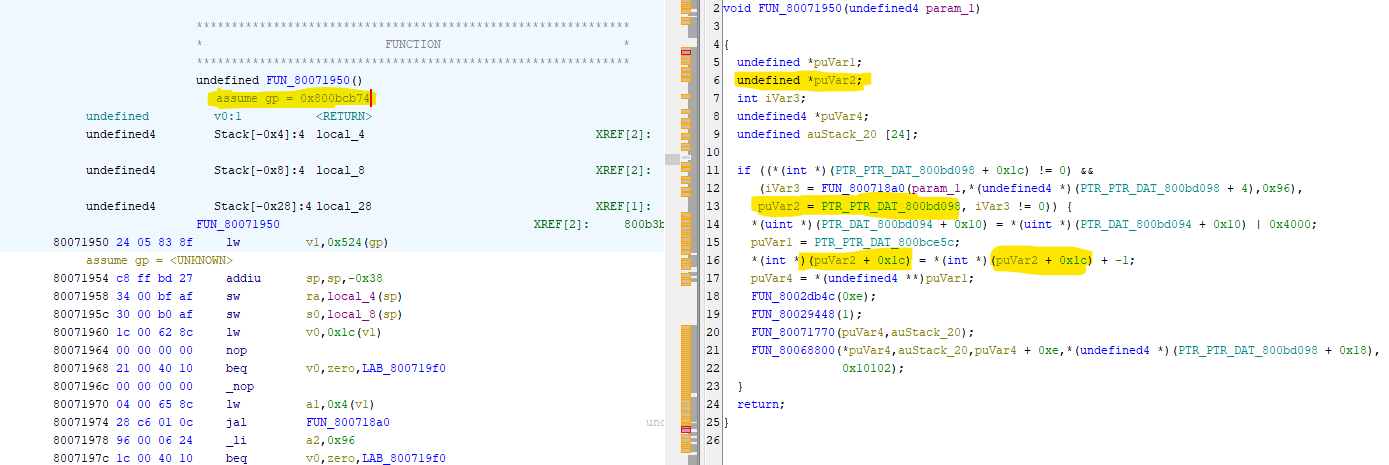 ******************************************************************
* FUNCTION *
******************************************************************
undefined FUN_80071950()
assume gp = 0x800bcb74
undefined v0:1 <RETURN>
undefined4 Stack[-0x4]:4 local_4 XREF[2]:
undefined4 Stack[-0x8]:4 local_8 XREF[2]:
undefined4 Stack[-0x28]:4 local_28 XREF[1]:
FUN_80071950 XREF[2]: 800b3b
80071950 24 05 83 8f lw v1,0x524(gp)
assume gp = <UNKNOWN>
80071954 c8 ff bd 27 addiu sp,sp,-0x38
80071958 34 00 bf af sw ra,local_4(sp)
8007195c 30 00 b0 af sw s0,local_8(sp)
80071960 1c 00 62 8c lw v0,0x1c(v1)
80071964 00 00 00 00 nop
80071968 21 00 40 10 beq v0,zero,LAB_800719f0
8007196c 00 00 00 00 _nop
80071970 04 00 65 8c lw a1,0x4(v1)
80071974 28 c6 01 0c jal FUN_800718a0 und
80071978 96 00 06 24 _li a2,0x96
8007197c 1c 00 40 10 beq v0,zero,LAB_800719f0
2 void FUN_80071950(undefined4 param_1)
3
4 {
5 undefined *puVar1;
6 undefined *puVar2;
7 int iVar3;
8 undefined4 *puVar4;
9 undefined auStack_20 [24];
10
11 if ((*(int *)(PTR_PTR_DAT_800bd098 + 0x1c) != 0) &&
12 (iVar3 = FUN_800718a0(param_1,*(undefined4 *)(PTR_PTR_DAT_800bd098 + 4),0x96),
13 puVar2 = PTR_PTR_DAT_800bd098, iVar3 != 0)) {
14 *(uint *)(PTR_PTR_DAT_800bd094 + 0x10) = *(uint *)(PTR_PTR_DAT_800bd094 + 0x10) | 0x4000;
15 puVar1 = PTR_PTR_DAT_800bce5c;
16 *(int *)(puVar2 + 0x1c) = *(int *)(puVar2 + 0x1c) + -1;
17 puVar4 = *(undefined4 **)puVar1;
18 FUN_8002db4c(0xe);
19 FUN_80029448(1);
20 FUN_80071770(puVar4,auStack_20);
21 FUN_80068800(*puVar4,auStack_20,puVar4 + 0xe,*(undefined4 *)(PTR_PTR_DAT_800bd098 + 0x18),
22 0x10102);
23 }
24 return;
25 }
26